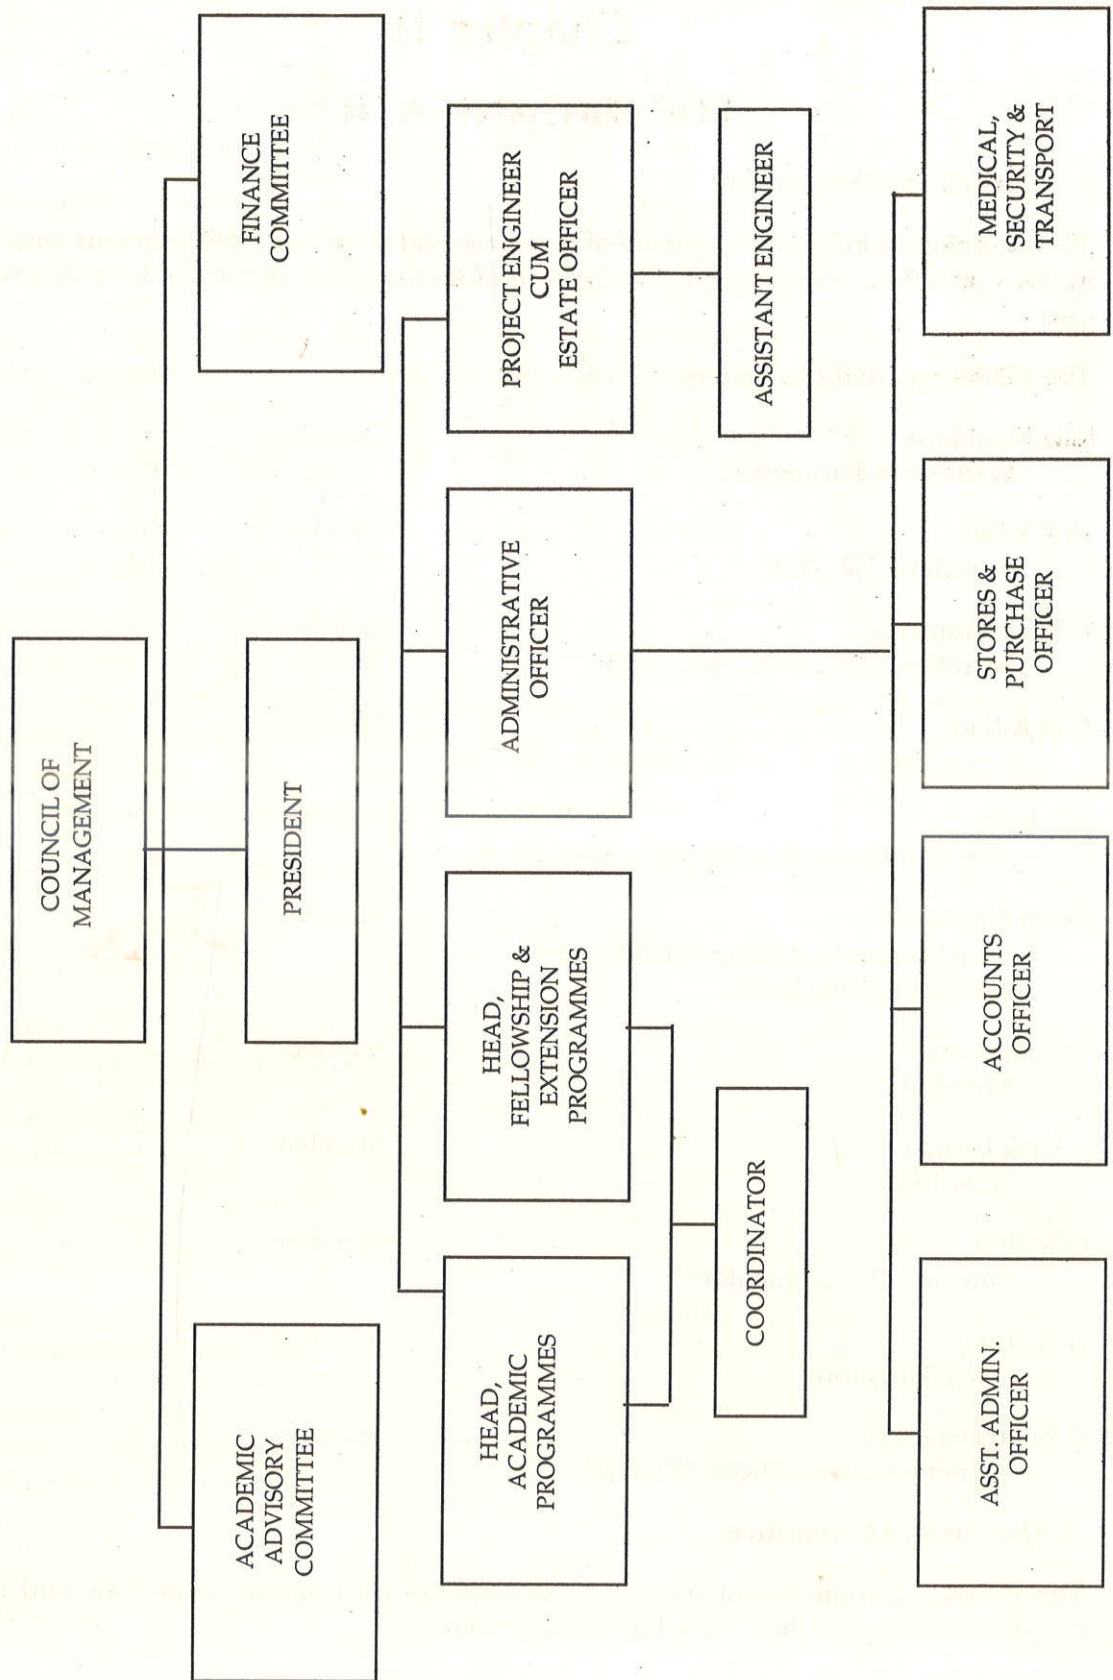 COUNCIL OF
MANAGEMENT
ACADEMIC
ADVISORY
COMMITTEE
PRESIDENT
FINANCE
COMMITTEE
HEAD,
ACADEMIC
PROGRAMMES
HEAD,
FELLOWSHIP &
EXTENSION
PROGRAMMES
ADMINISTRATIVE
OFFICER
PROJECT ENGINEER
CUM
ESTATE OFFICER
COORDINATOR
ASSISTANT ENGINEER
ASST. ADMIN.
OFFICER
ACCOUNTS
OFFICER
STORES &
PURCHASE
OFFICER
MEDICAL,
SECURITY &
TRANSPORT